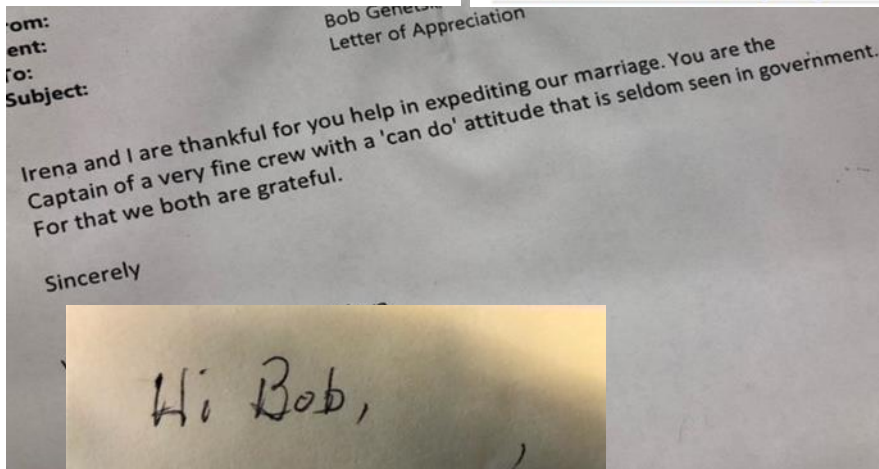 om:
ent:
To:
Subject:
Bob
Letter of Appreciation
Irena and I are thankful for you help in expediting our marriage. You are the
Captain of a very fine crew with a 'can do' attitude that is seldom seen in government.
For that we both are grateful.
Sincerely
Hi Bob,